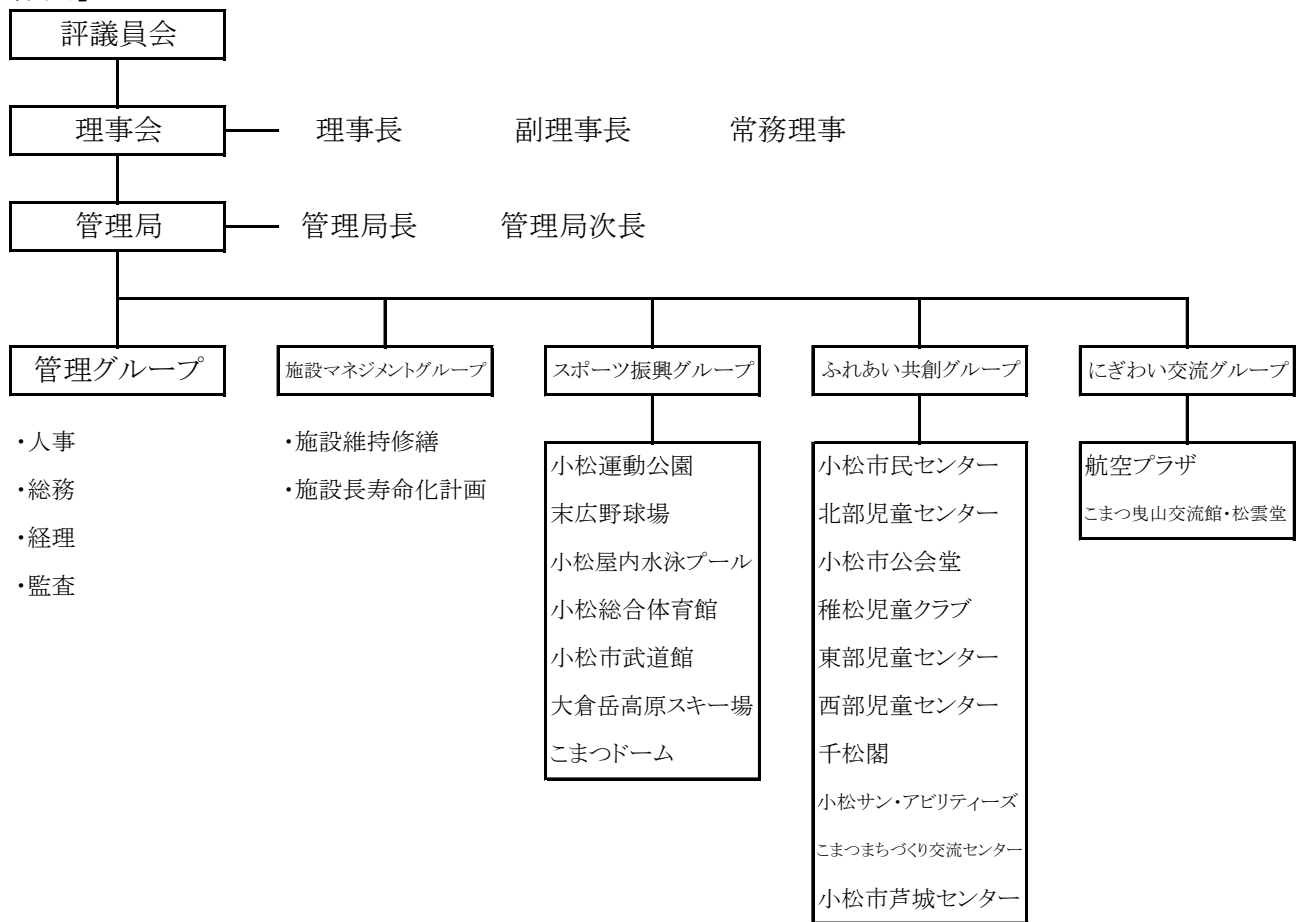 評議員会
理事会 理事長 副理事長 常務理事
管理局 管理局長 管理局次長
管理グループ
・人事
・総務
・経理
・監査
施設マネジメントグループ
・施設維持修繕
・施設長寿命化計画
スポーツ振興グループ
小松運動公園
末広野球場
小松屋内水泳プール
小松総合体育館
小松市武道館
大倉岳高原スキー場
こまつドーム
ふれあい共創グループ
小松市民センター
北部児童センター
小松市公会堂
稚松児童クラブ
東部児童センター
西部児童センター
千松閣
小松サン・アビリティーズ
こまつまちづくり交流センター
小松市芦城センター
にぎわい交流グループ
航空プラザ
こまつ曳山交流館・松雲堂